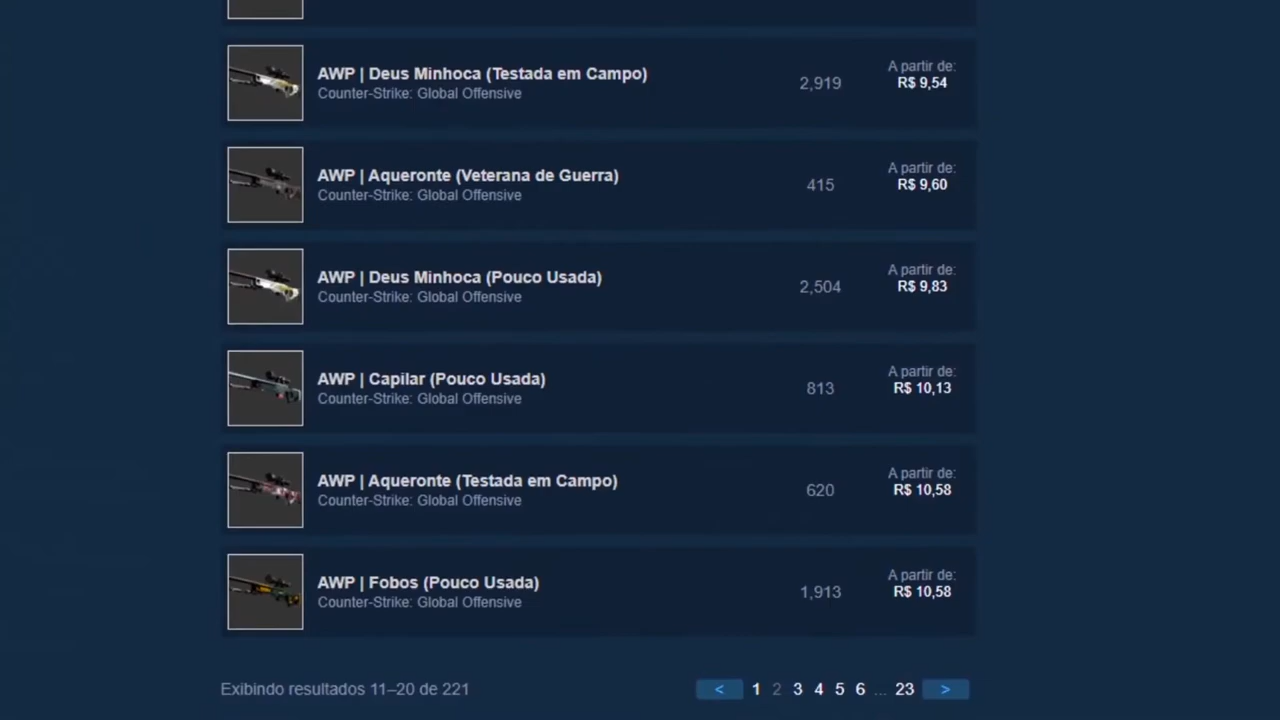 AWP | Deus Minhoca (Testada em Campo)
Counter-Strike: Global Offensive
2,919
A partir de:
R$ 9,54
AWP | Aqueronte (Veterana de Guerra)
Counter-Strike: Global Offensive
415
A partir de:
R$ 9,60
AWP | Deus Minhoca (Pouco Usada)
Counter-Strike: Global Offensive
2,504
A partir de:
R$ 9,83
AWP | Capilar (Pouco Usada)
Counter-Strike: Global Offensive
813
A partir de:
R$ 10,13
AWP | Aqueronte (Testada em Campo)
Counter-Strike: Global Offensive
620
A partir de:
R$ 10,58
AWP | Fobos (Pouco Usada)
Counter-Strike: Global Offensive
1,913
A partir de:
R$ 10,58
Exibindo resultados 11–20 de 221
< 1 2 3 4 5 6 ... 23 >